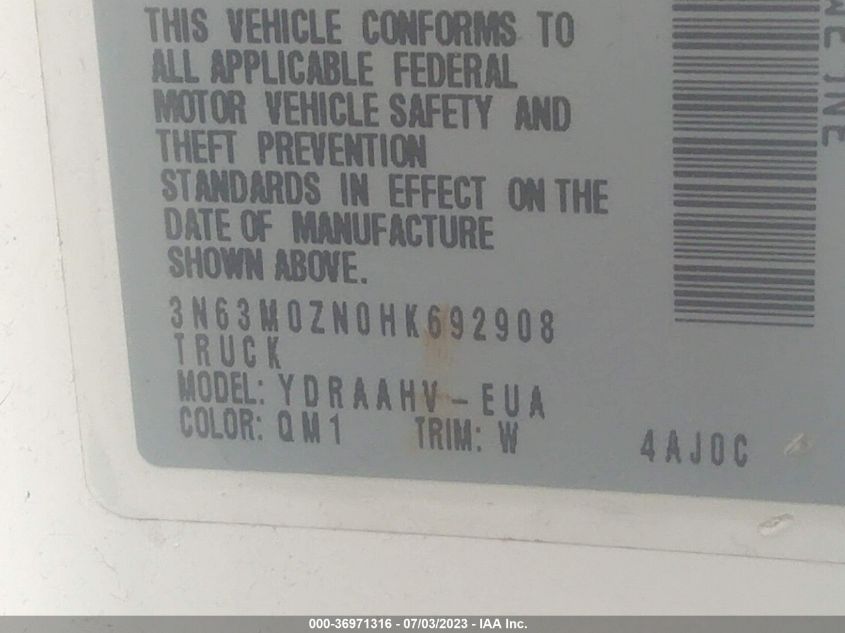 THIS VEHICLE CONFORMS TO
ALL APPLICABLE FEDERAL
MOTOR VEHICLE SAFETY AND
THEFT PREVENTION
STANDARDS IN EFFECT ON THE
DATE OF MANUFACTURE
SHOWN ABOVE.
3N63M0ZN0HK692908
TRUCK
MODEL: YDRAAHV-EUA
COLOR: QM1 TRIM: W 4AJ0C
000-36971316 - 07/03/2023 - IAA Inc.